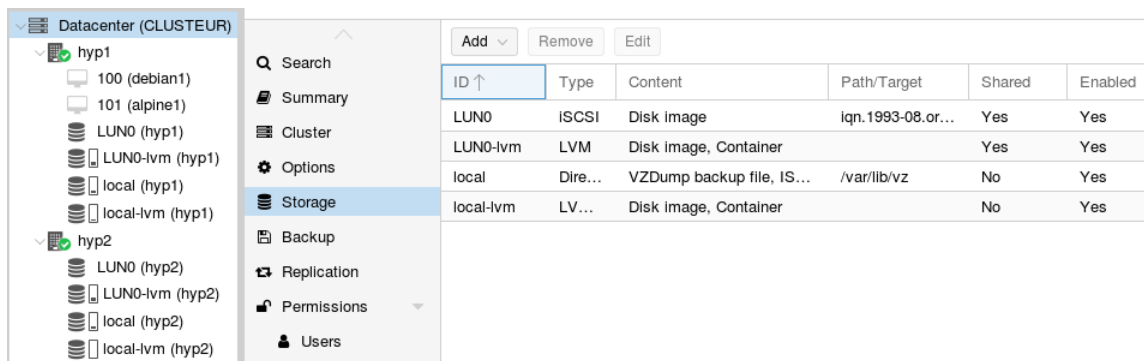 Datacenter (CLUSTEUR)
hyp1
100 (debian1)
101 (alpine1)
LUN0 (hyp1)
LUN0-lvm (hyp1)
local (hyp1)
local-lvm (hyp1)
hyp2
LUN0 (hyp2)
LUN0-lvm (hyp2)
local (hyp2)
local-lvm (hyp2)
Search
Summary
Cluster
Options
Storage
Backup
Replication
Permissions
Users
Add Remove Edit
ID Type Content Path/Target Shared Enabled
LUN0 iSCSI Disk image iqn.1993-08.or... Yes Yes
LUN0-lvm LVM Disk image, Container Yes Yes
local Dire... VZDump backup file, IS... /var/lib/vz No Yes
local-lvm LV... Disk image, Container No Yes